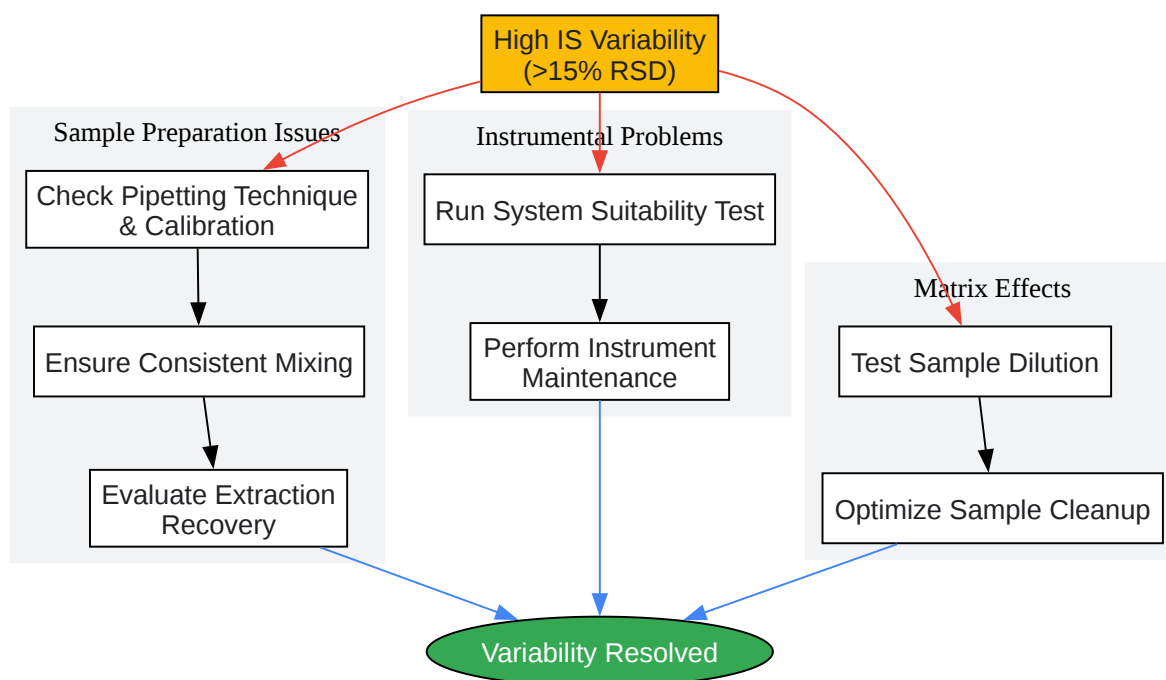 High IS Variability
(>15% RSD)
Sample Preparation Issues
Check Pipetting Technique
& Calibration
Ensure Consistent Mixing
Evaluate Extraction
Recovery
Instrumental Problems
Run System Suitability Test
Perform Instrument
Maintenance
Matrix Effects
Test Sample Dilution
Optimize Sample Cleanup
Variability Resolved